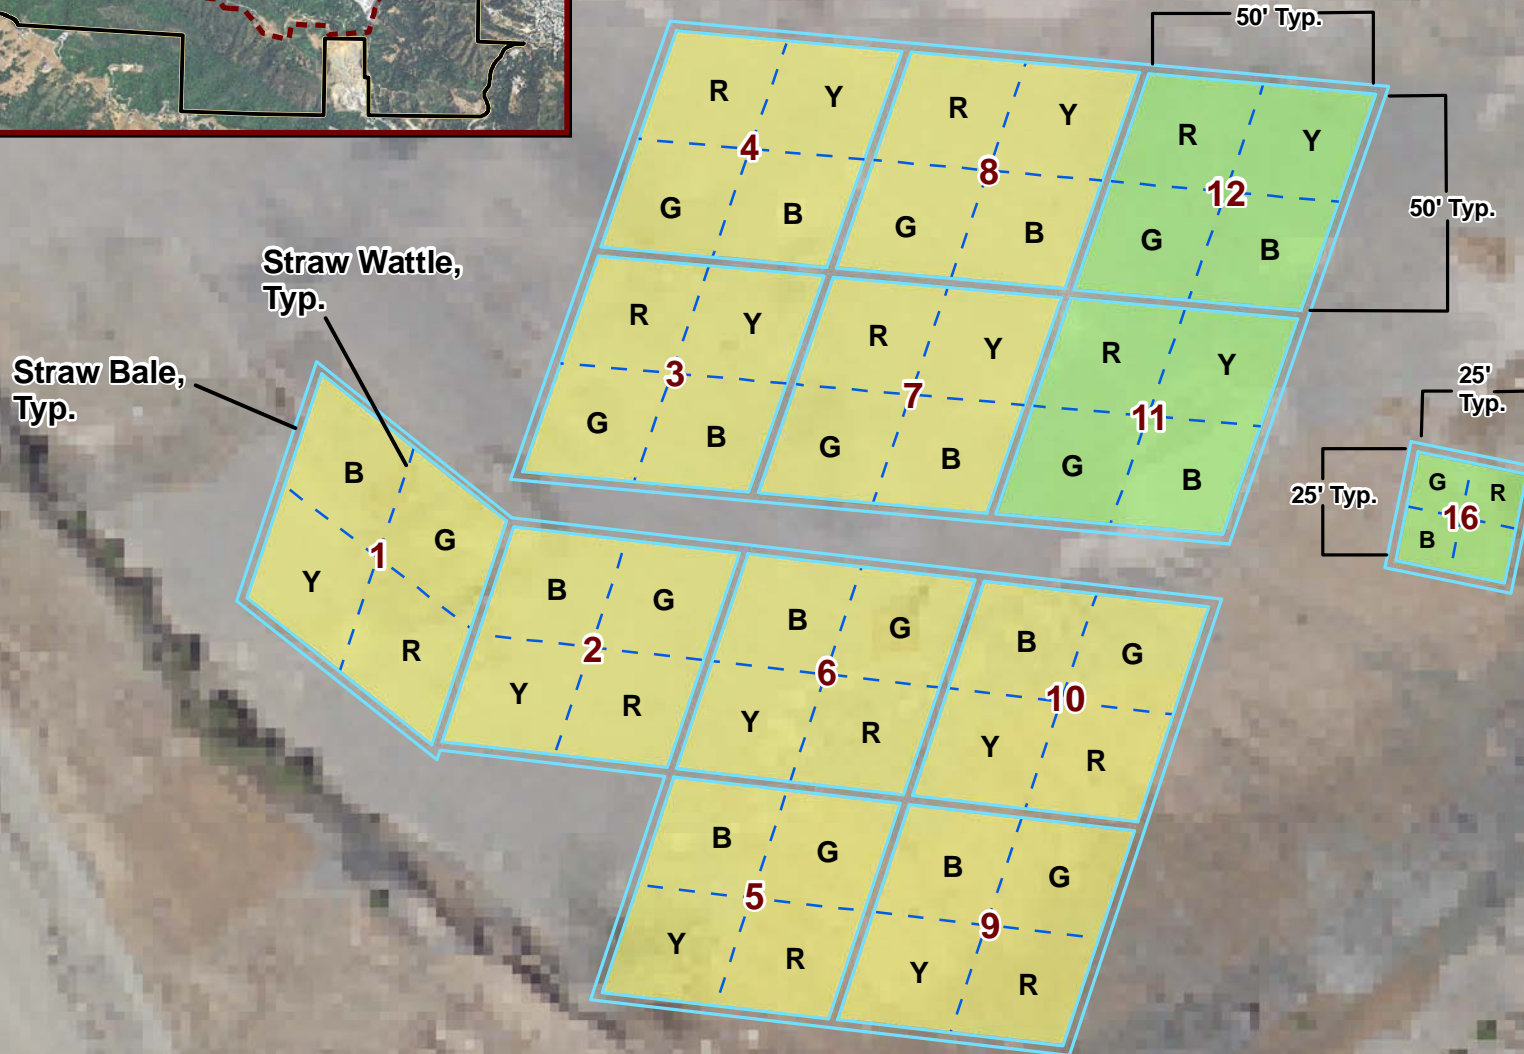 50' Typ.
R Y R Y R Y
4 8 12
G B G B G B
50' Typ.
Straw Wattle,
Typ.
R Y R Y R Y
3 7 11
G B G B G B
Straw Bale,
Typ.
25'
Typ.
25' Typ.
G R
16
B
B
G
1
Y
R
B G B G B G
2 6 10
Y R Y R Y R
B G B G
5 9
Y R Y R